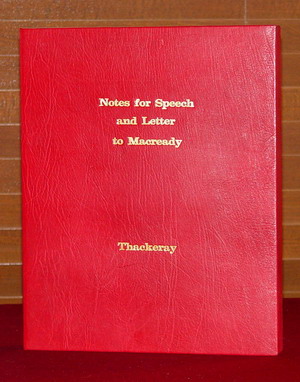 Notes for Speech
and Letter
to Macready
Thackeray